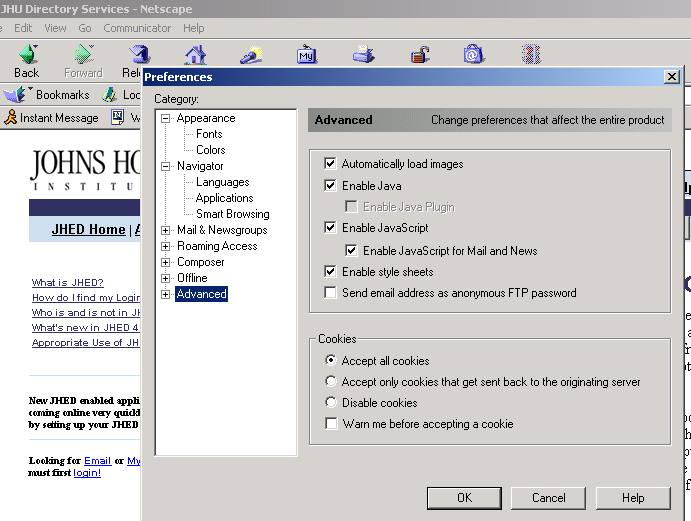 JHU Directory Services - Netscape
Edit View Go Communicator Help
Back Forward
Bookmarks
Instant Message
Preferences
Category:
Appearance
Fonts
Colors
Navigator
Languages
Applications
Smart Browsing
Mail & Newsgroups
Roaming Access
Composer
Offline
Advanced
Advanced Change preferences that affect the entire product
Automatically load images
Enable Java
Enable Java Plugin
Enable JavaScript
Enable JavaScript for Mail and News
Enable style sheets
Send email address as anonymous FTP password
Cookies
Accept all cookies
Accept only cookies that get sent back to the originating server
Disable cookies
Warn me before accepting a cookie
OK Cancel Help
My
JOHNS HO
INSTIT
JHED Home |
What is JHED?
How do I find my Login
Who is and is not in JH
What's new in JHED 4
Appropriate Use of JH
New JHED enabled appli
coming online very quickl
by setting up your JHED
Looking for Email or My
must first login!